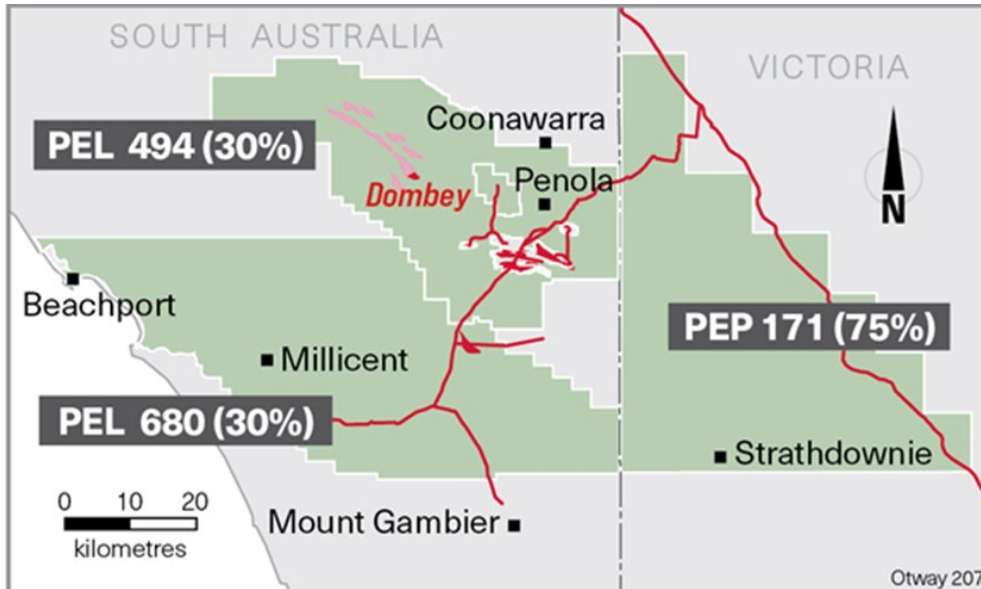 SOUTH AUSTRALIA
VICTORIA
PEL 494 (30%)
Coonawarra
Dombey
Penola
N
Beachport
PEP 171 (75%)
Millicent
PEL 680 (30%)
Strathdownie
0 10 20
kilometres
Mount Gambier
Otway 207